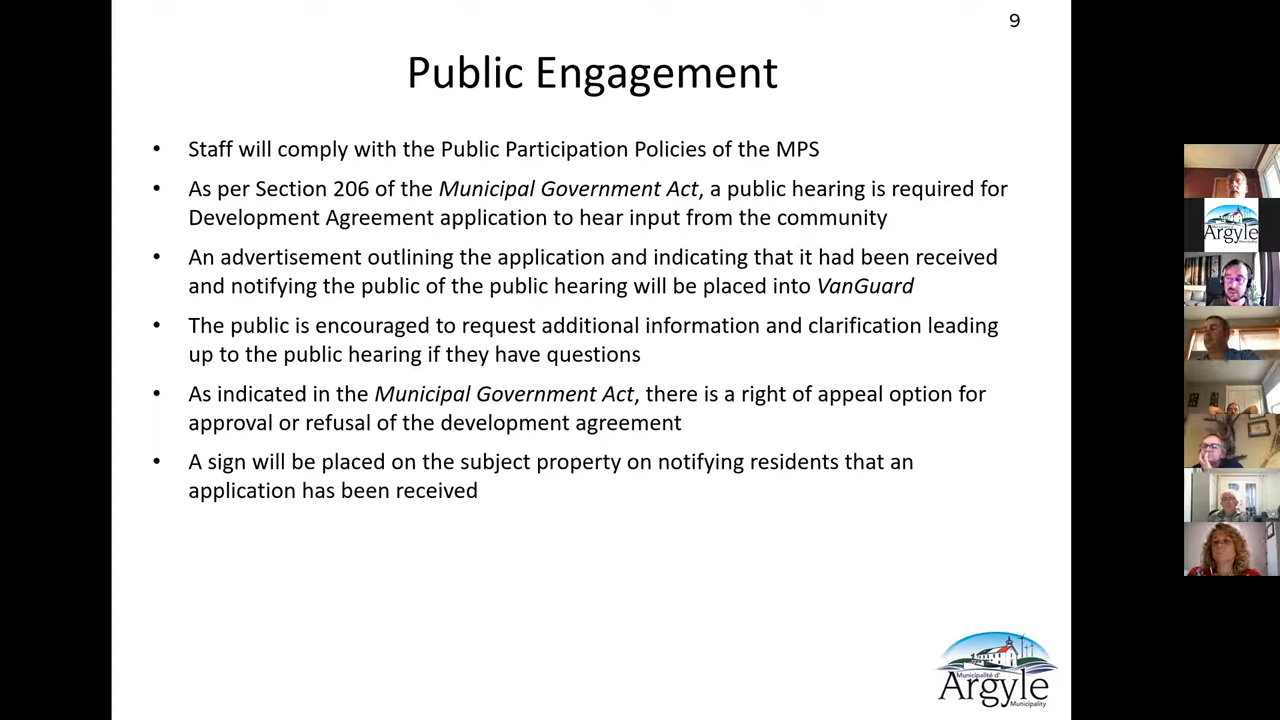 9
Public Engagement
• Staff will comply with the Public Participation Policies of the MPS
• As per Section 206 of the Municipal Government Act, a public hearing is required for
Development Agreement application to hear input from the community
• An advertisement outlining the application and indicating that it had been received
and notifying the public of the public hearing will be placed into VanGuard
• The public is encouraged to request additional information and clarification leading
up to the public hearing if they have questions
• As indicated in the Municipal Government Act, there is a right of appeal option for
approval or refusal of the development agreement
• A sign will be placed on the subject property on notifying residents that an
application has been received
Municipalité d'
Argyle
Municipality
Argyle
Municipality